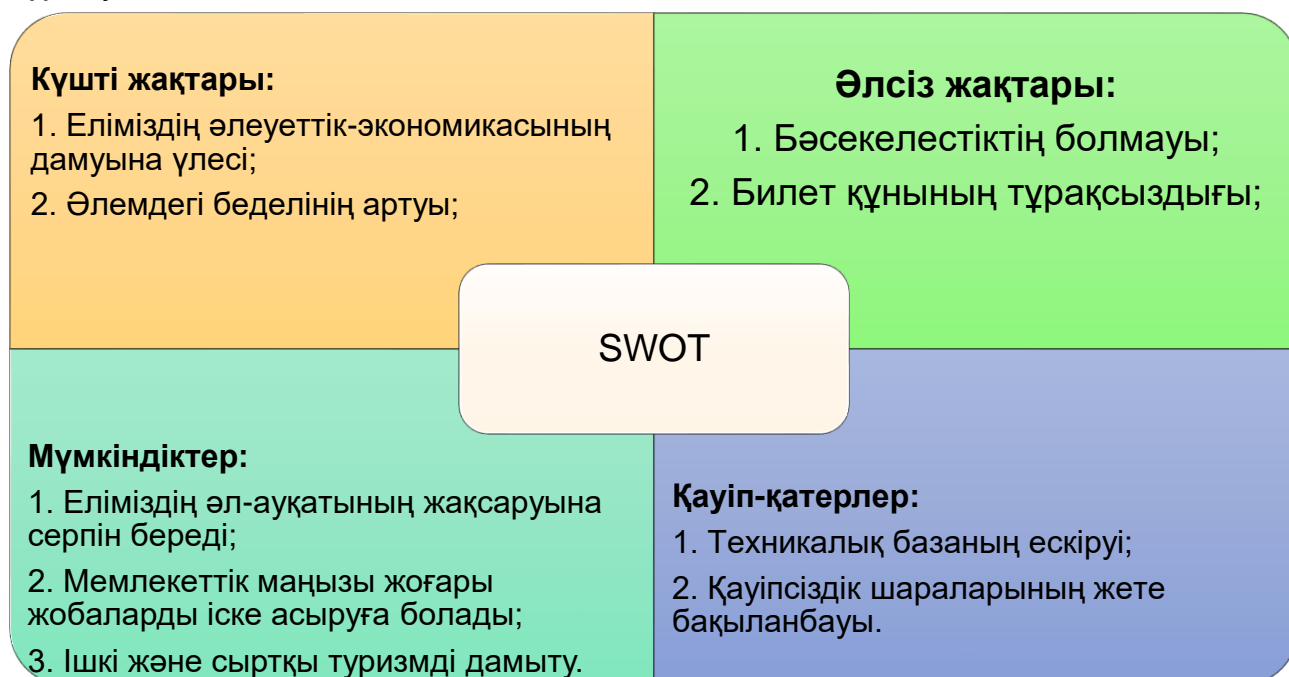 Күшті жақтары:
1. Еліміздің әлеуеттік-экономикасының
дамуына үлесі;
2. Әлемдегі беделінің артуы;
Әлсіз жақтары:
1. Бәсекелестіктің болмауы;
2. Билет құнының тұрақсыздығы;
SWOT
Мүмкіндіктер:
1. Еліміздің әл-ауқатының жақсаруына
серпін береді;
2. Мемлекеттік маңызы жоғары
жобаларды іске асыруға болады;
3. Ішкі және сыртқы туризмді дамыту.
Қауіп-қатерлер:
1. Техникалық базаның ескіруі;
2. Қауіпсіздік шараларының жете
бақыланбауы.